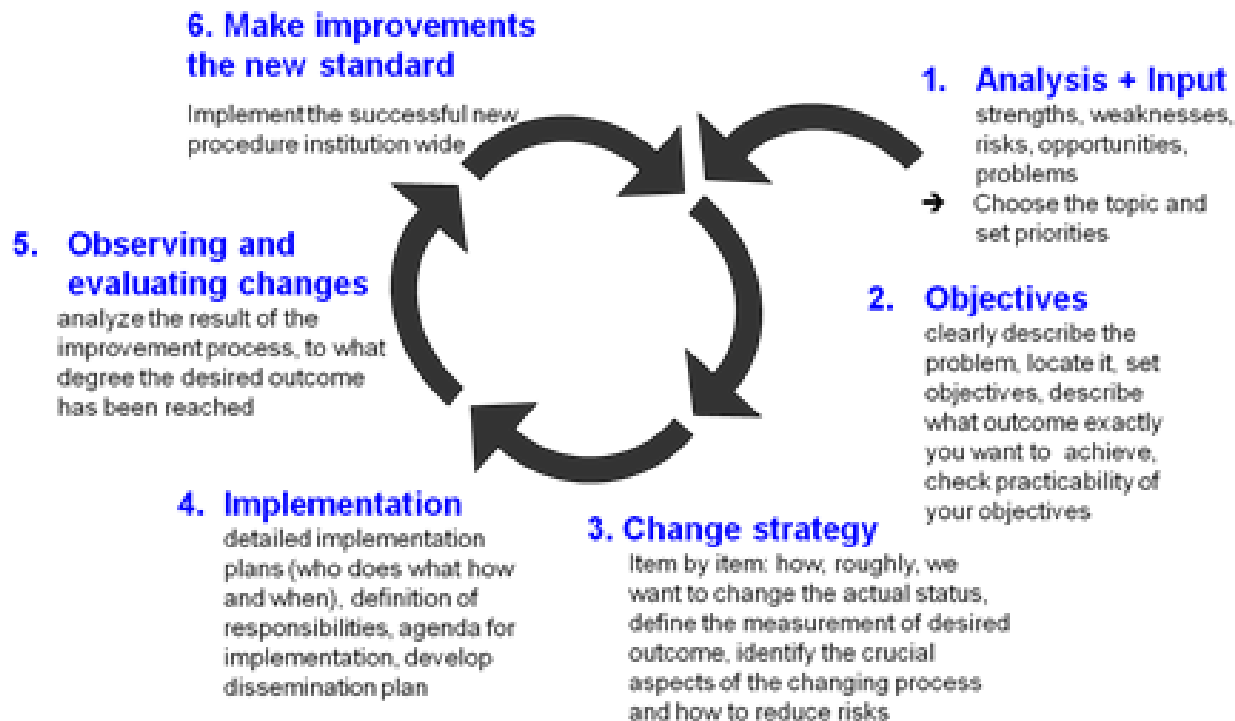 6. Make improvements
the new standard
Implement the successful new
procedure institution wide
1. Analysis + Input
strengths, weaknesses,
risks, opportunities,
problems
➔ Choose the topic and
set priorities
2. Objectives
clearly describe the
problem, locate it, set
objectives, describe
what outcome exactly
you want to achieve,
check practicability of
your objectives
3. Change strategy
Item by item: how, roughly, we
want to change the actual status,
define the measurement of desired
outcome, identify the crucial
aspects of the changing process
and how to reduce risks
4. Implementation
detailed implementation
plans (who does what how
and when), definition of
responsibilities, agenda for
implementation, develop
dissemination plan
5. Observing and
evaluating changes
analyze the result of the
improvement process, to what
degree the desired outcome
has been reached